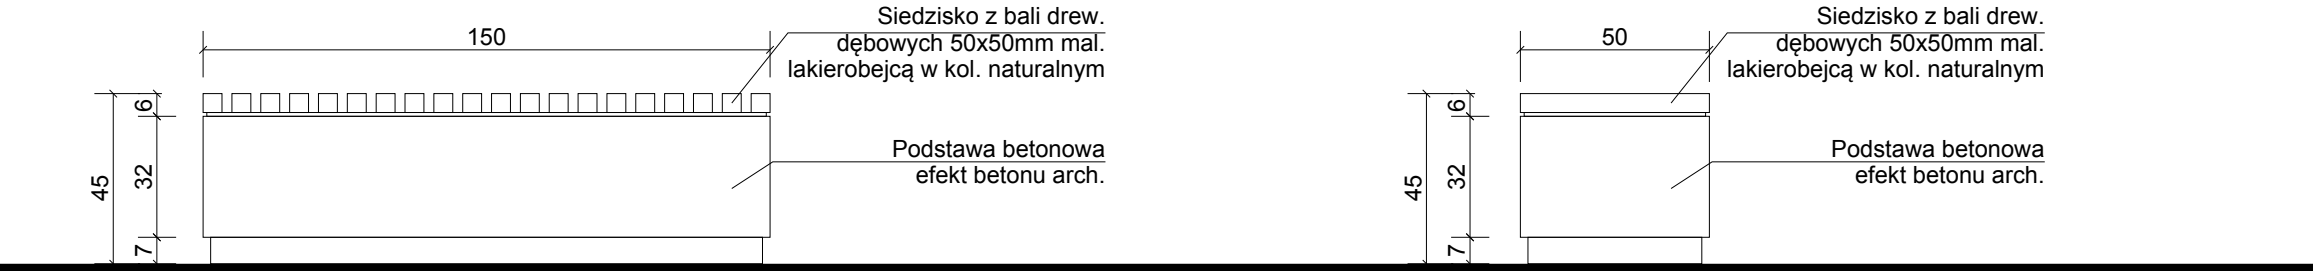 Siedzisko z bali drew.
dębowych 50x50mm mal.
lakierobejcą w kol. naturalnym
150
6
32
45
7
Podstawa betonowa
efekt betonu arch.
Siedzisko z bali drew.
dębowych 50x50mm mal.
lakierobejcą w kol. naturalnym
50
6
32
45
7
Podstawa betonowa
efekt betonu arch.